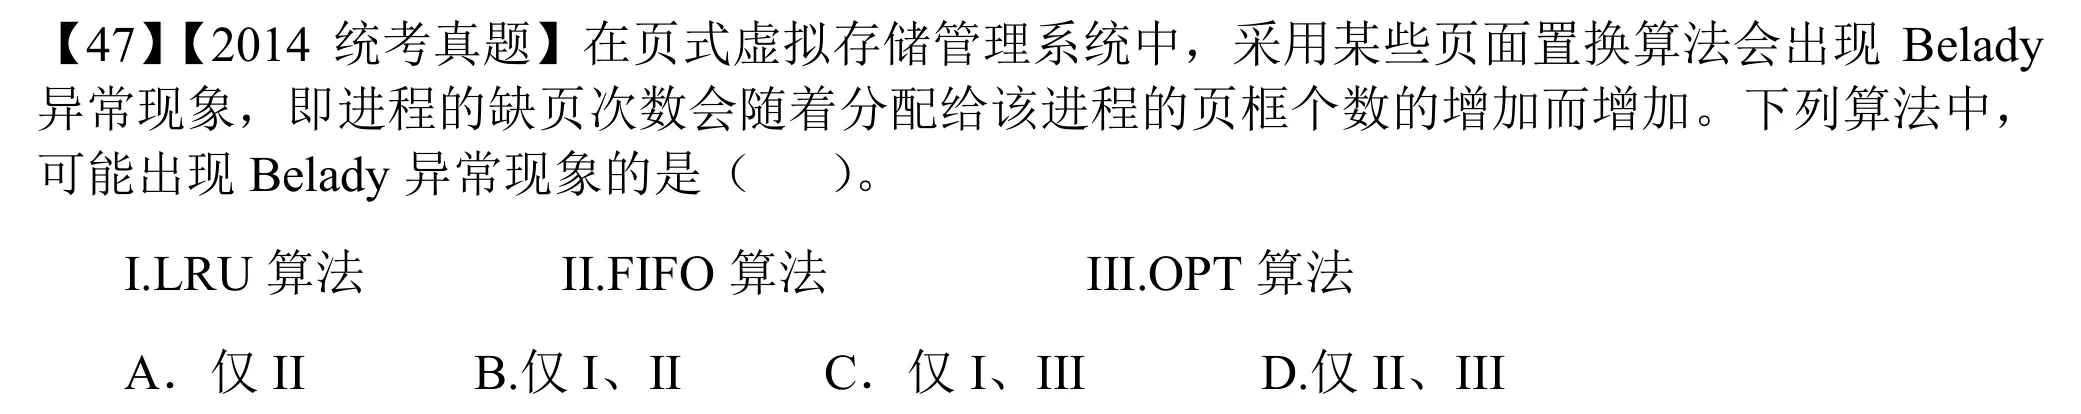 【47】【2014 统考真题】在页式虚拟存储管理系统中，采用某些页面置换算法会出现 Belady
异常现象，即进程的缺页次数会随着分配给该进程的页框个数的增加而增加。下列算法中，
可能出现 Belady 异常现象的是（　　）。
I.LRU 算法　　II.FIFO 算法　　III.OPT 算法
A．仅 II　　B.仅 I、II　　C．仅 I、III　　D.仅 II、III